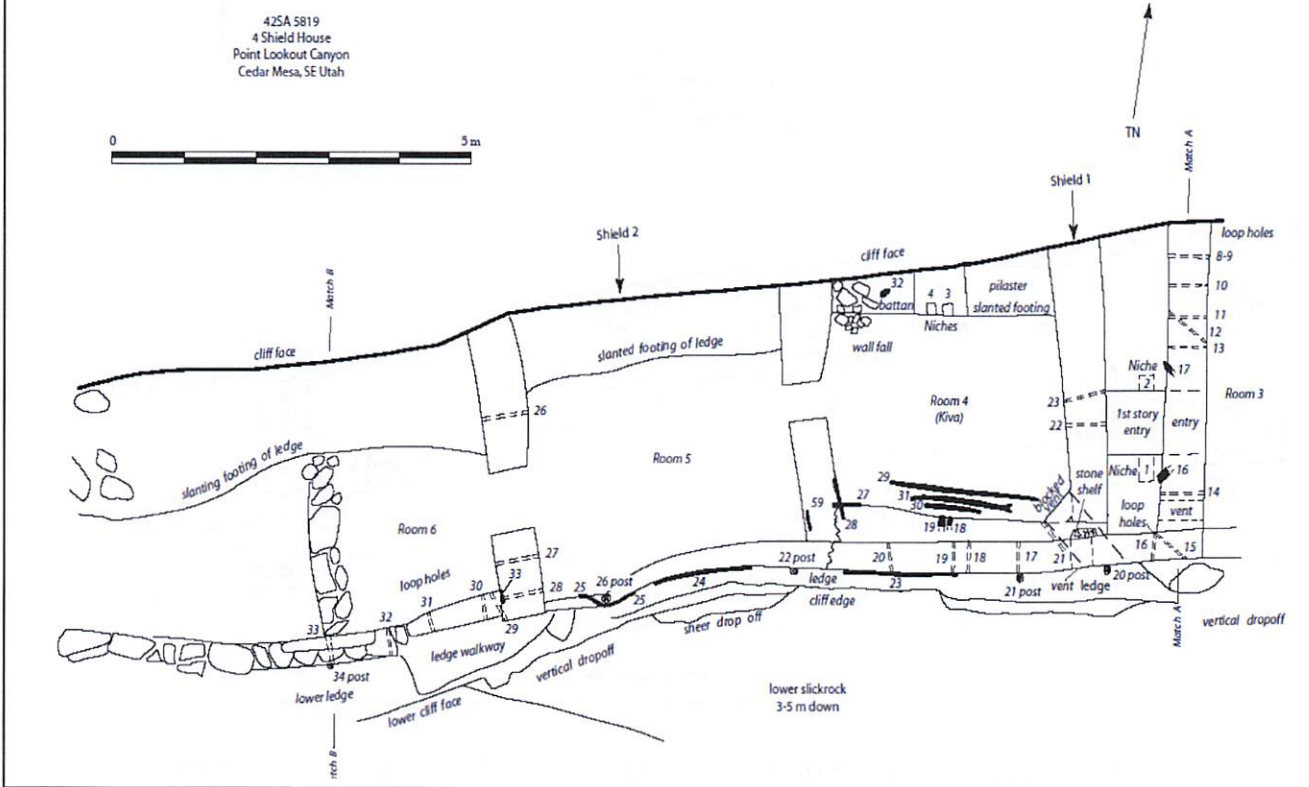 42SA 5819
4 Shield House
Point Lookout Canyon
Cedar Mesa, SE Utah
0
5 m
TN
Match A
Shield 1
Shield 2
Match B
cliff face
loop holes
8-9
10
11
12
13
32
battan
4
3
Niches
pilaster
slanted footing
wall fall
cliff face
slanted footing of ledge
Niche
2
17
Room 3
26
Room 4
(Kiva)
23
22
1st story
entry
entry
Room 5
slanting footing of ledge
Niche
1
16
stone
shelf
14
29
31
30
27
59
28
19
18
blocked
vent
loop
holes
vent
Room 6
27
22 post
20
19
18
17
21
16
15
loop holes
30
33
28
25
26 post
25
24
ledge
23
21 post
vent ledge
20 post
31
32
29
cliff edge
sheer drop off
vertical dropoff
Match A
33
34 post
ledge walkway
vertical dropoff
lower ledge
lower cliff face
lower slickrock
3-5 m down
tch B